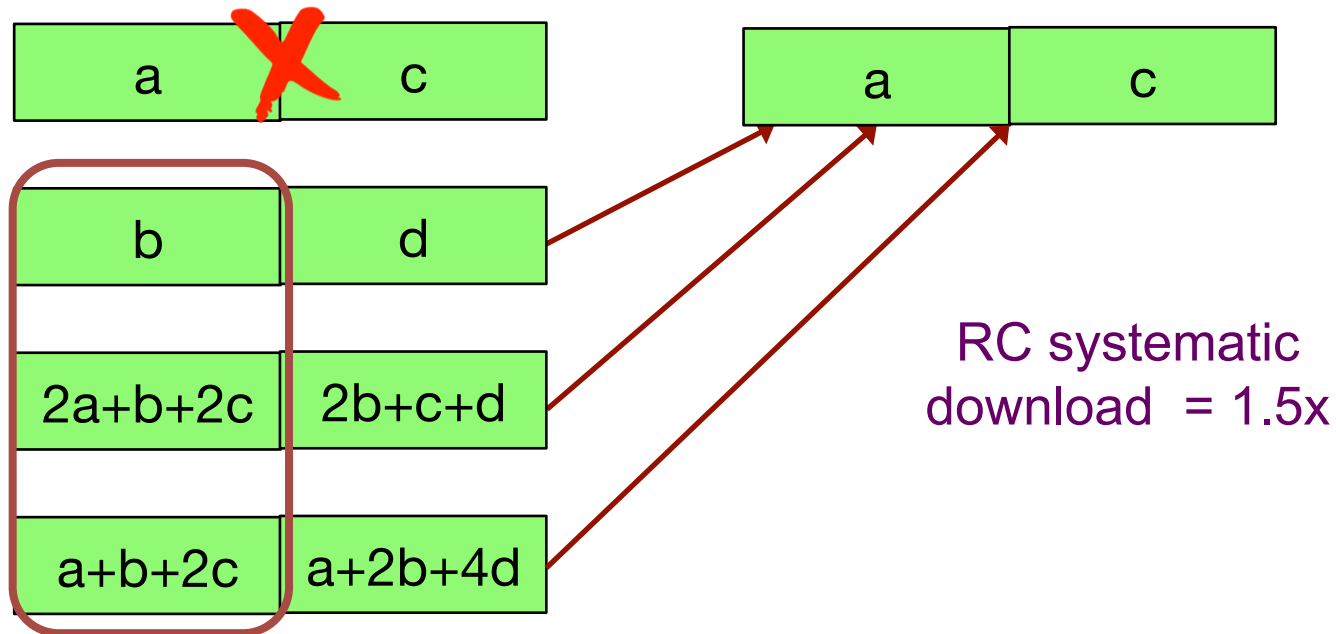 a c
a c
b d
2a+b+2c 2b+c+d
RC systematic
download = 1.5x
a+b+2c a+2b+4d